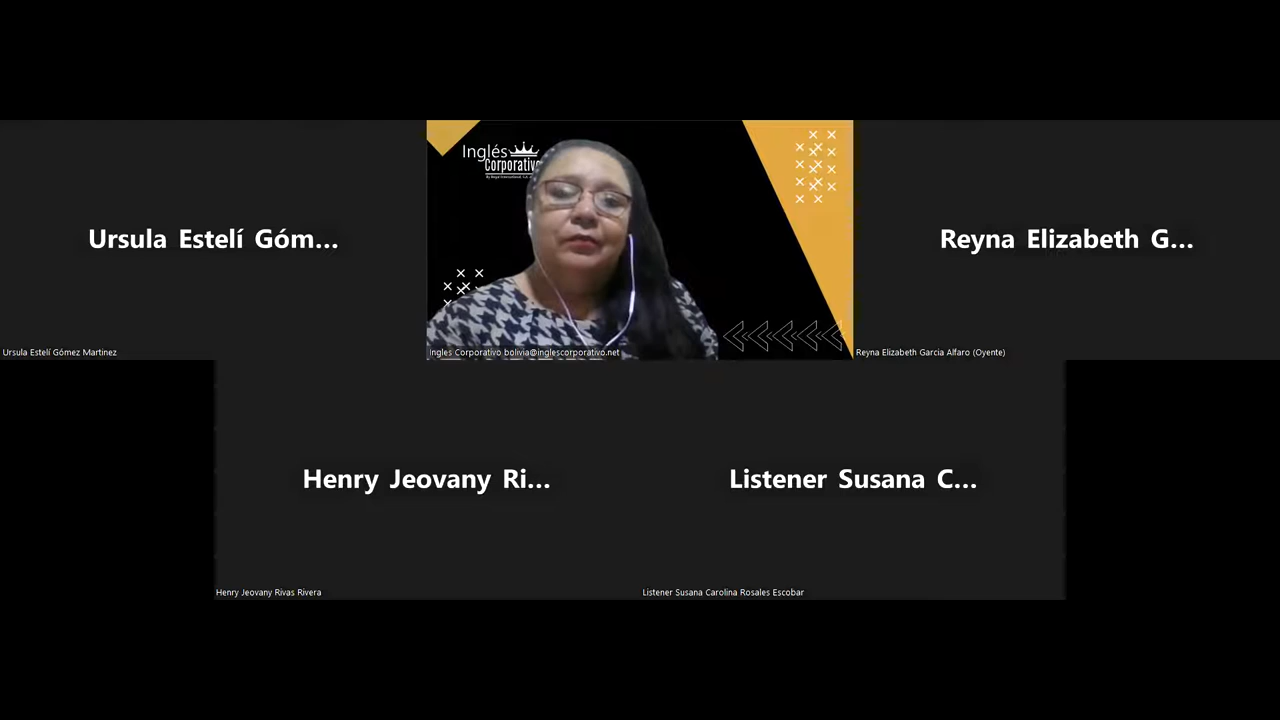 Ursula Estelí Góm...
Ursula Estelí Gómez Martinez
Inglés
Corporativo
Ingles Corporativo bolivia@inglescorporativo.net
Reyna Elizabeth G...
Reyna Elizabeth Garcia Alfaro (Oyente)
Henry Jeovany Ri...
Henry Jeovany Rivas Rivera
Listener Susana C...
Listener Susana Carolina Rosales Escobar